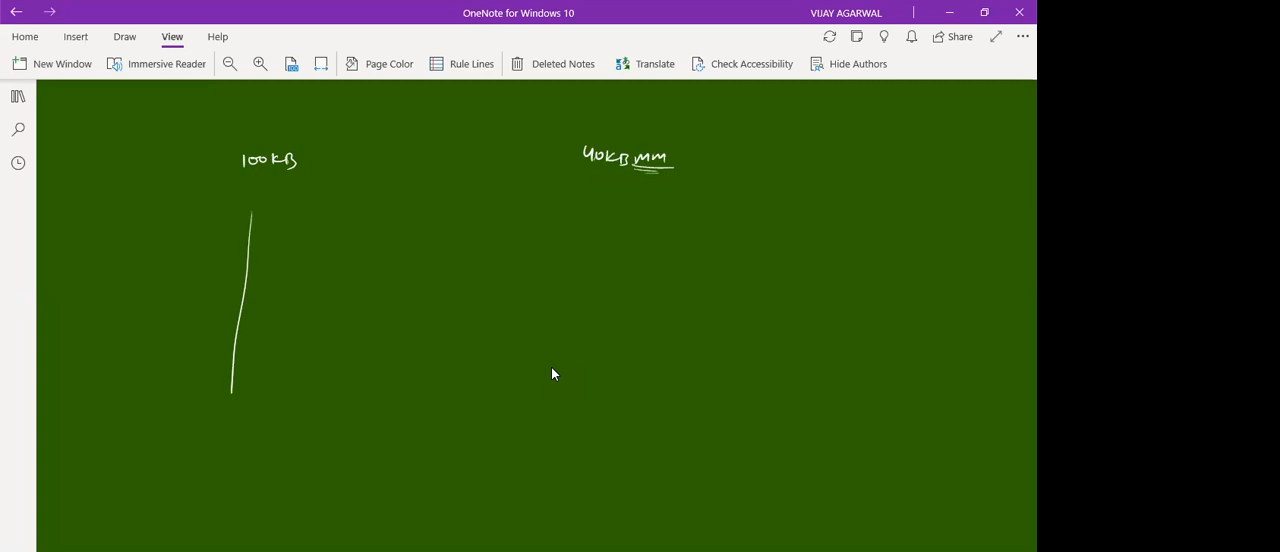 OneNote for Windows 10 VIJAY AGARWAL
Home Insert Draw View Help Share
New Window Immersive Reader Page Color Rule Lines Deleted Notes Translate Check Accessibility Hide Authors
100KB 40KB MM